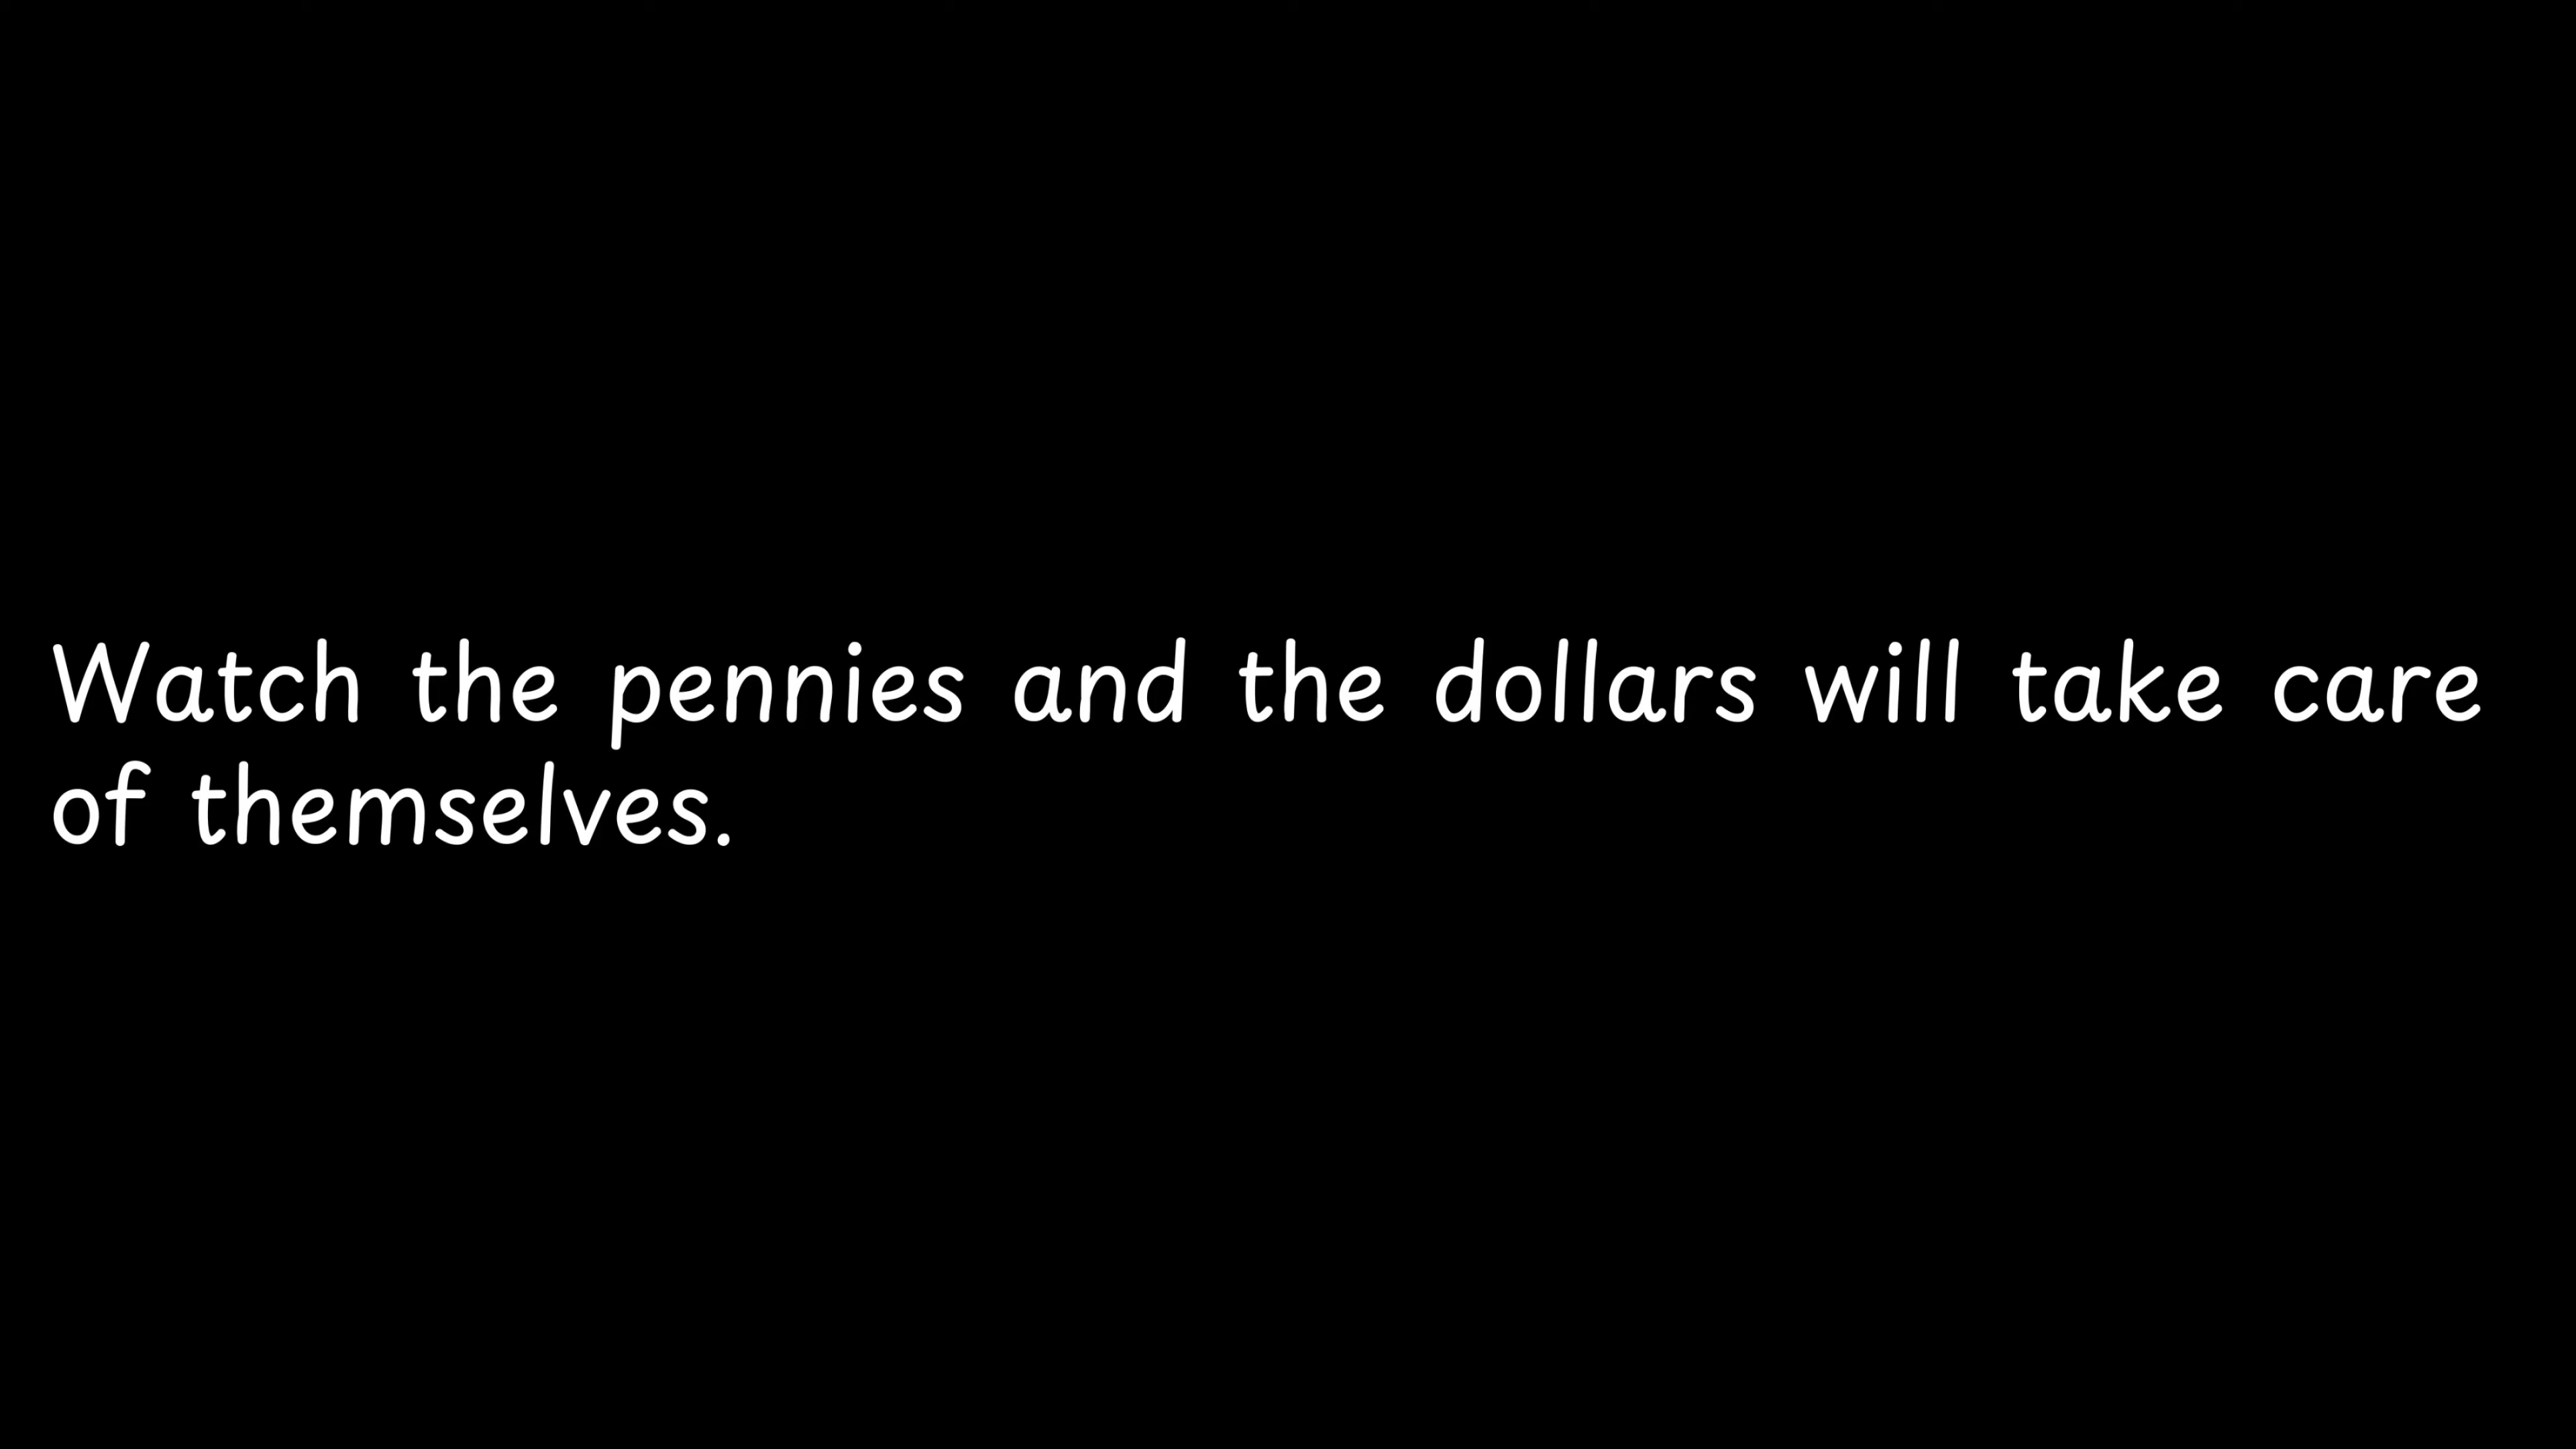 Watch the pennies and the dollars will take care
of themselves.